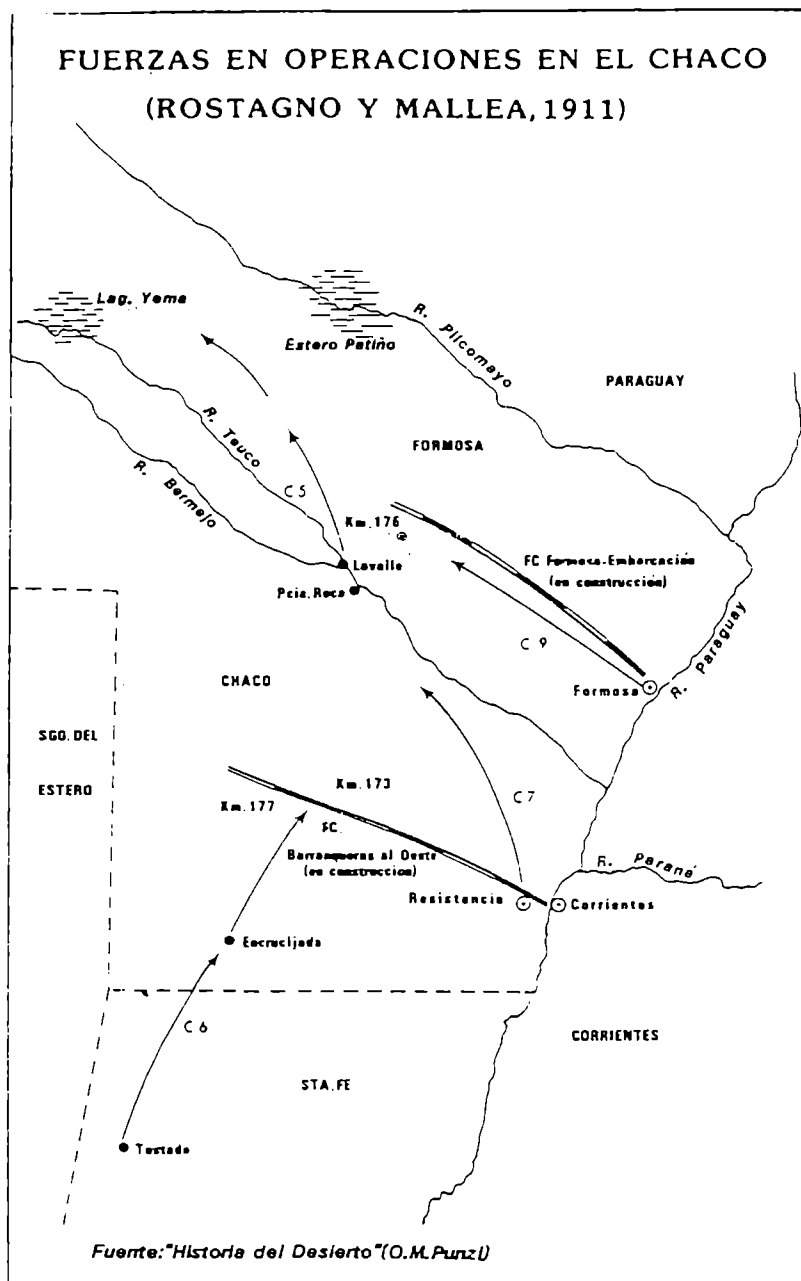 FUERZAS EN OPERACIONES EN EL CHACO
(ROSTAGNO Y MALLEA, 1911)
Lag. Yema
Estero Patiño
R. Pilcomayo
PARAGUAY
R. Teuco
FORMOSA
R. Bermejo
C 5
Km. 176
FC Formosa-Embarcación
(en construcción)
Lavalle
Pcia. Roca
C 9
R. Paraguay
Formosa
CHACO
SGO. DEL
ESTERO
Km. 173
Km. 177
C 7
FC.
Barranqueras al Oeste
(en construccion)
R. Paraná
Resistencia
Corrientes
Encrucijada
C 6
CORRIENTES
STA. FE
Tostado
Fuente: "Historia del Desierto" (O.M. Punzi)